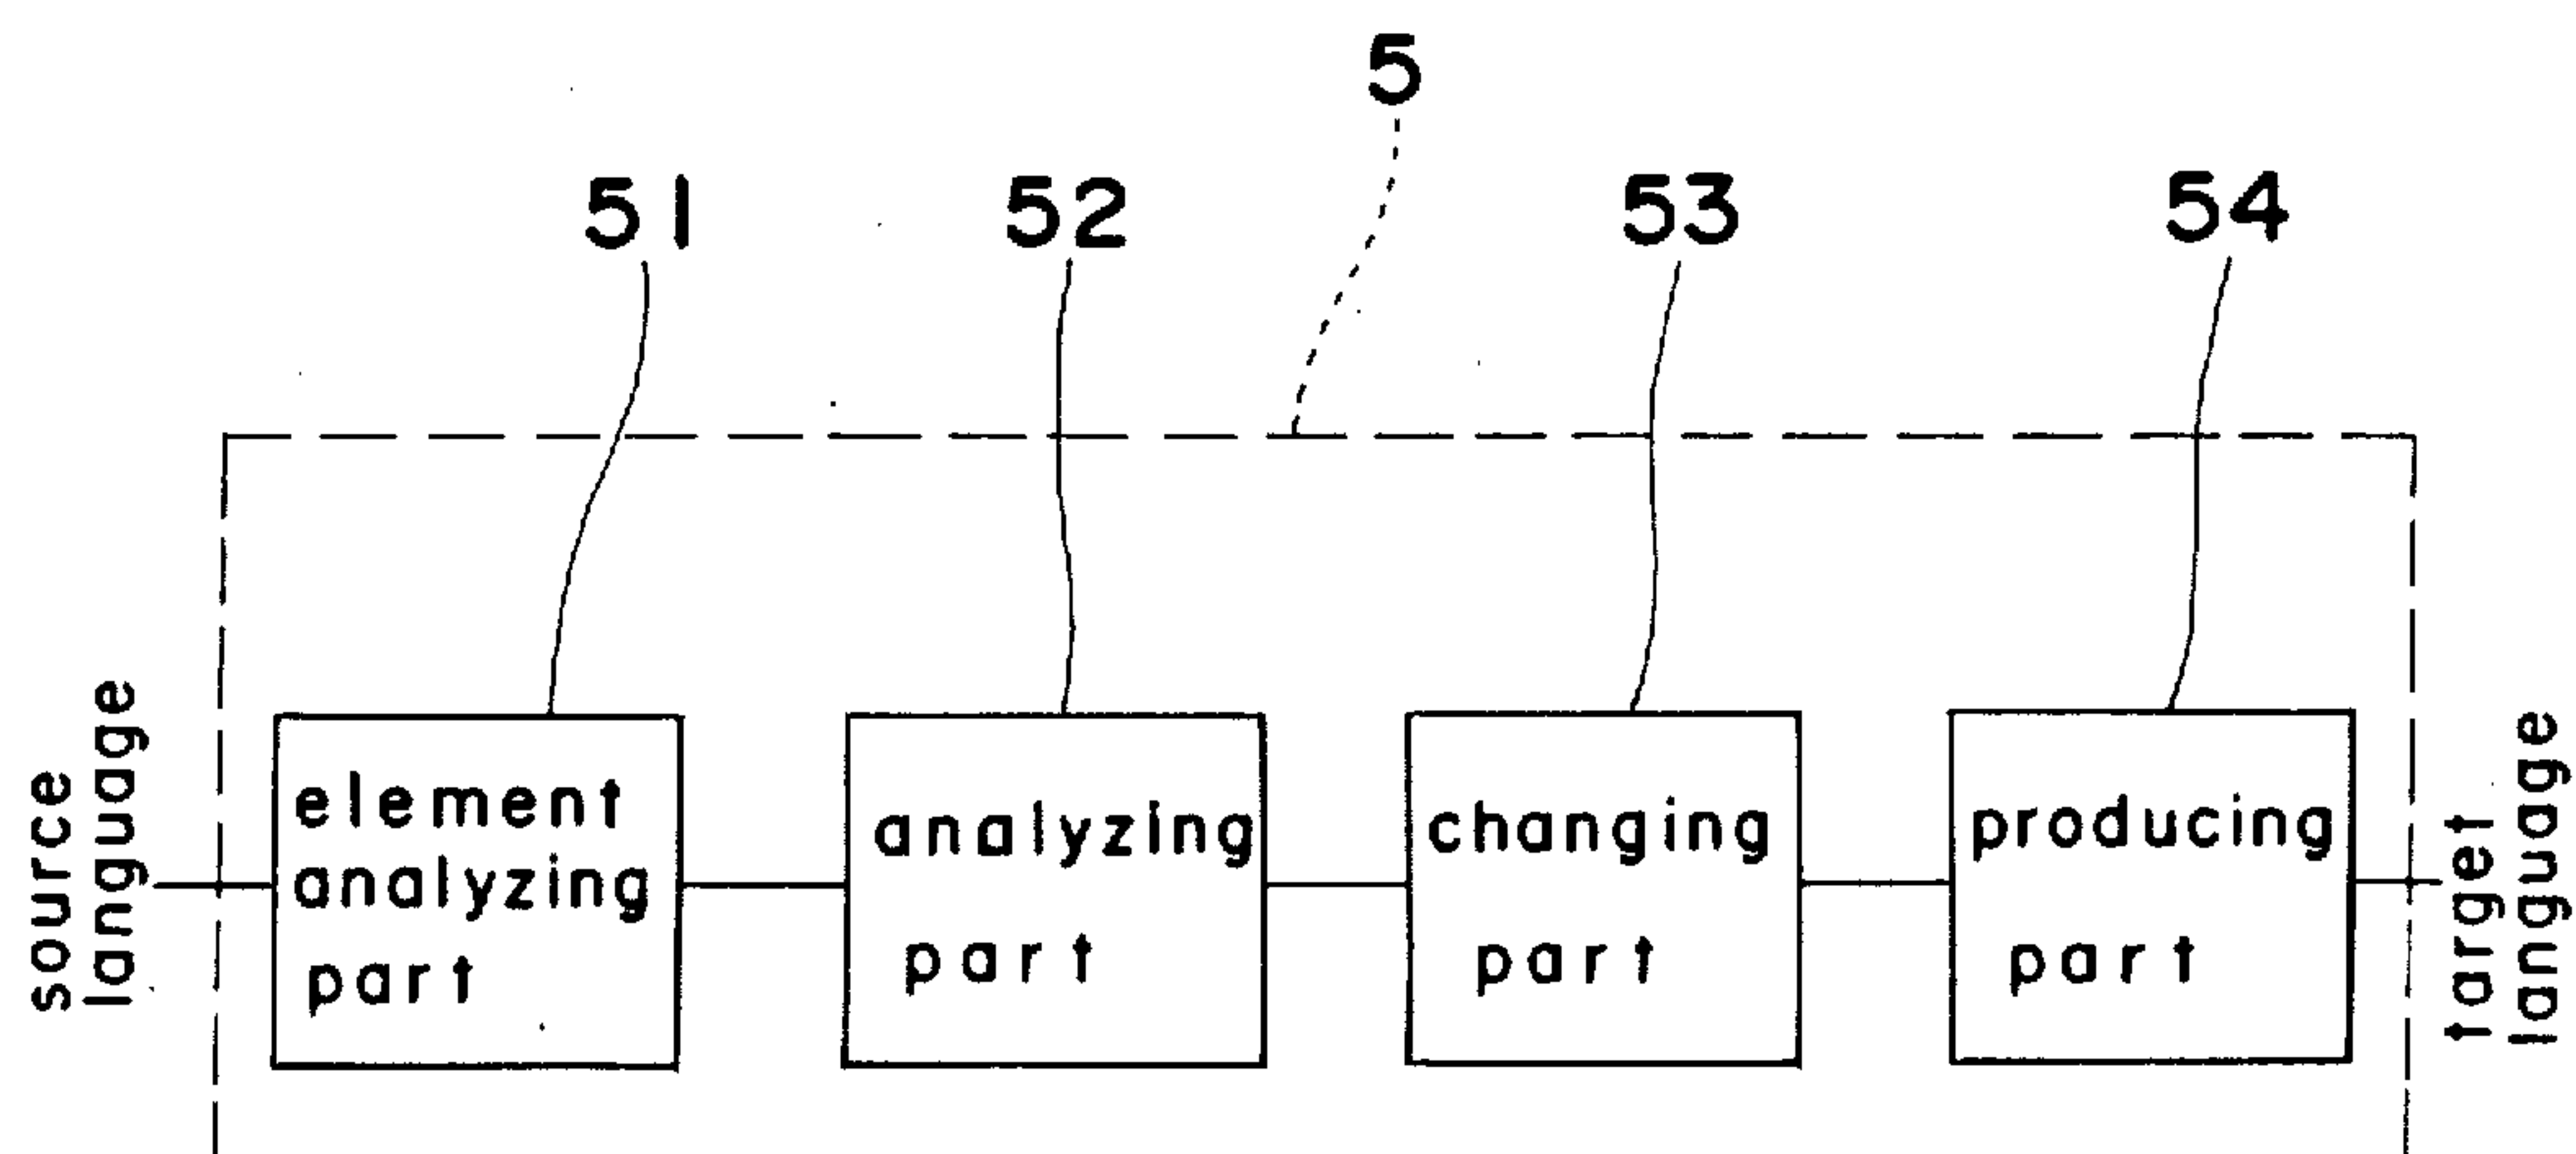 5
51
52
53
54
source
language
element
analyzing
part
analyzing
part
changing
part
producing
part
target
language